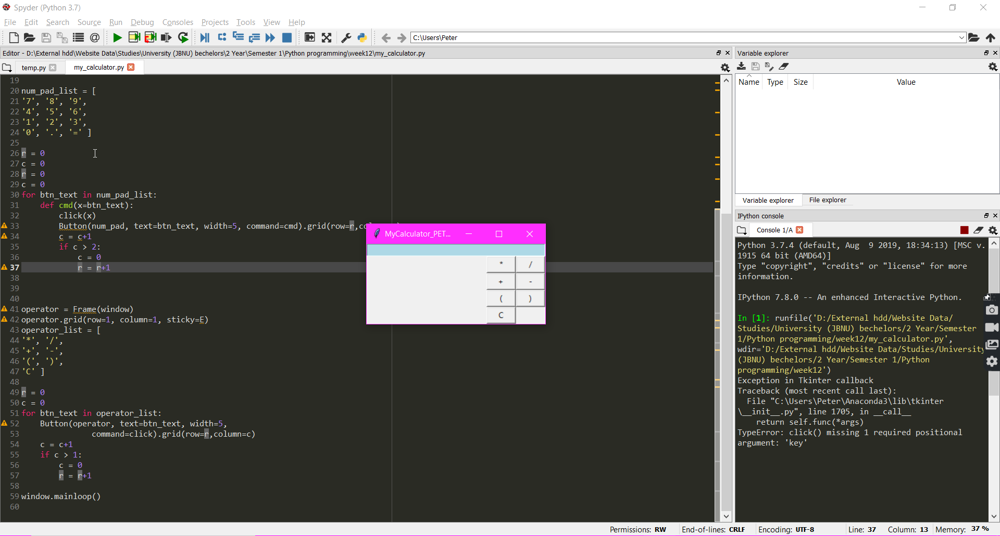 Spyder (Python 3.7)
File Edit Search Source Run Debug Consoles Projects Tools View Help
C:\Users\Peter
Editor - D:\External hdd\Website Data\Studies\University (JBNU) bechelors\2 Year\Semester 1\Python programming\week12\my_calculator.py
temp.py my_calculator.py
19
20 num_pad_list = [
21 '7', '8', '9',
22 '4', '5', '6',
23 '1', '2', '3',
24 '0', '.', '=' ]
25
26 r = 0
27 c = 0
28 r = 0
29 c = 0
30 for btn_text in num_pad_list:
31 def cmd(x=btn_text):
32 click(x)
33 Button(num_pad, text=btn_text, width=5, command=cmd).grid(row=r,co
34 c = c+1
35 if c > 2:
36 c = 0
37 r = r+1
38
39
40
41 operator = Frame(window)
42 operator.grid(row=1, column=1, sticky=E)
43 operator_list = [
44 '*', '/',
45 '+', '-',
46 '(', ')',
47 'C' ]
48
49 r = 0
50 c = 0
51 for btn_text in operator_list:
52 Button(operator, text=btn_text, width=5,
53 command=click).grid(row=r,column=c)
54 c = c+1
55 if c > 1:
56 c = 0
57 r = r+1
58
59 window.mainloop()
60
MyCalculator_PET...
* /
+ -
( )
C
Variable explorer
Name Type Size Value
Variable explorer File explorer
IPython console
Console 1/A
Python 3.7.4 (default, Aug 9 2019, 18:34:13) [MSC v.
1915 64 bit (AMD64)]
Type "copyright", "credits" or "license" for more
information.
IPython 7.8.0 -- An enhanced Interactive Python.
In [1]: runfile('D:/External hdd/Website Data/
Studies/University (JBNU) bechelors/2 Year/Semester
1/Python programming/week12/my_calculator.py',
wdir='D:/External hdd/Website Data/Studies/University
(JBNU) bechelors/2 Year/Semester 1/Python
programming/week12')
Exception in Tkinter callback
Traceback (most recent call last):
File "C:\Users\Peter\Anaconda3\lib\tkinter
\__init__.py", line 1705, in __call__
return self.func(*args)
TypeError: click() missing 1 required positional
argument: 'key'
Permissions: RW End-of-lines: CRLF Encoding: UTF-8 Line: 37 Column: 13 Memory: 37 %